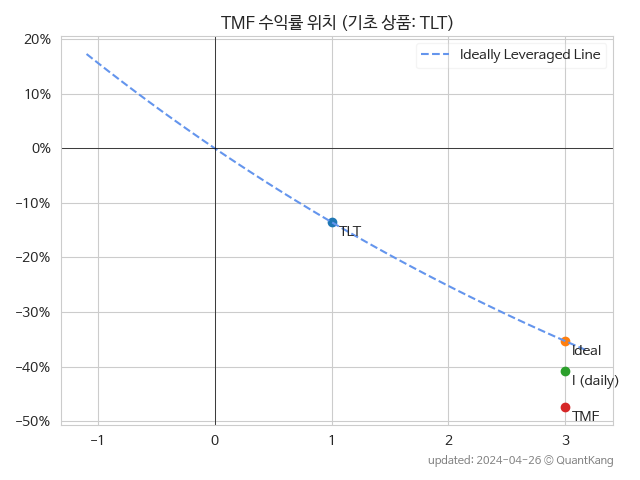 TMF 수익률 위치 (기초 상품: TLT)
20%
10%
0%
−10%
−20%
−30%
−40%
−50%
Ideally Leveraged Line
TLT
Ideal
I (daily)
TMF
−1
0
1
2
3
updated: 2024-04-26 © QuantKang